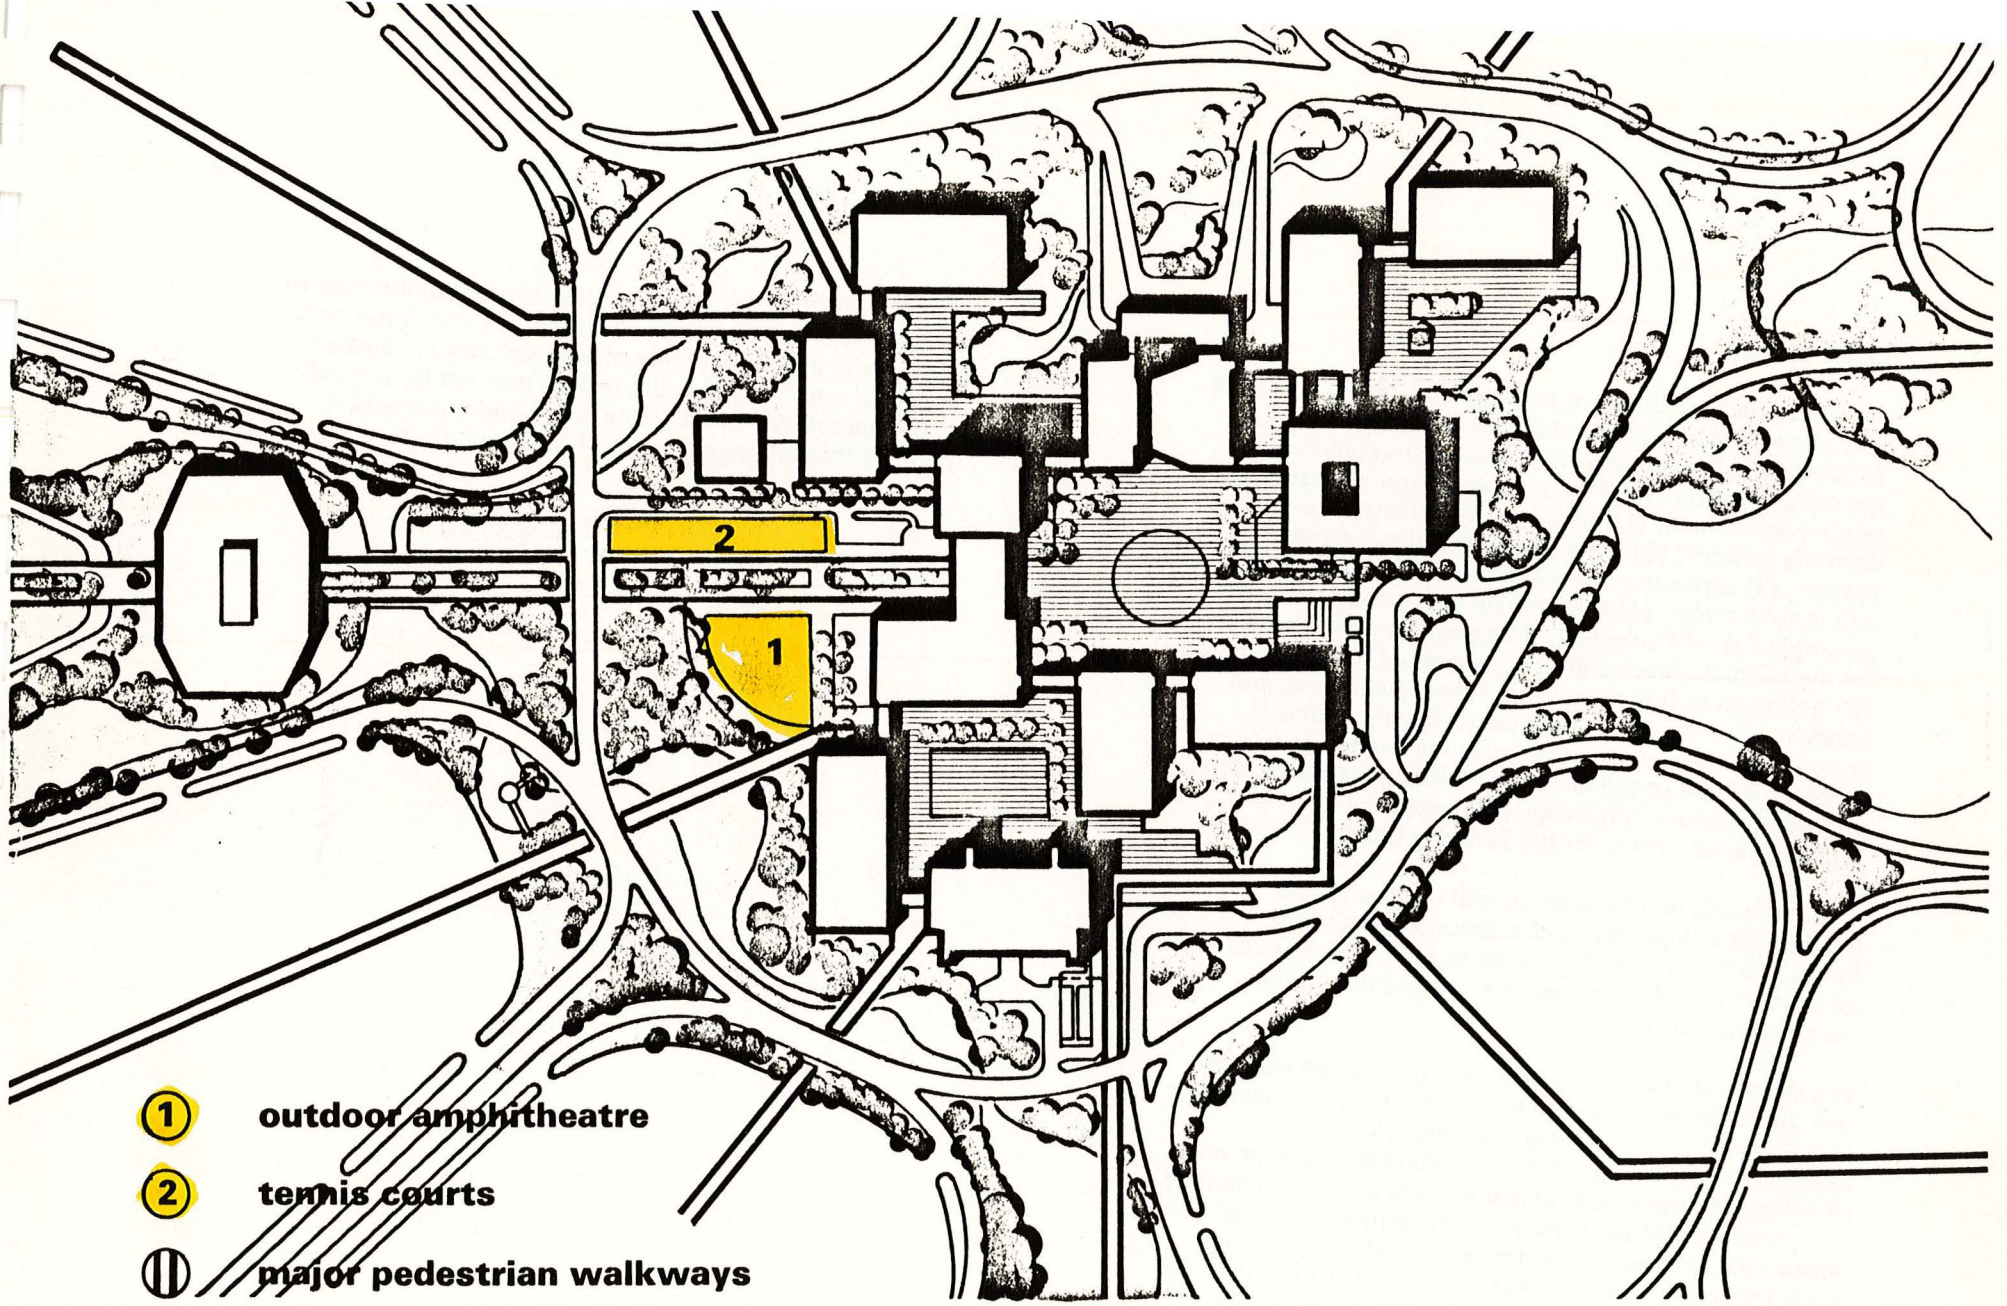 2
1
1 outdoor amphitheatre
2 tennis courts
major pedestrian walkways